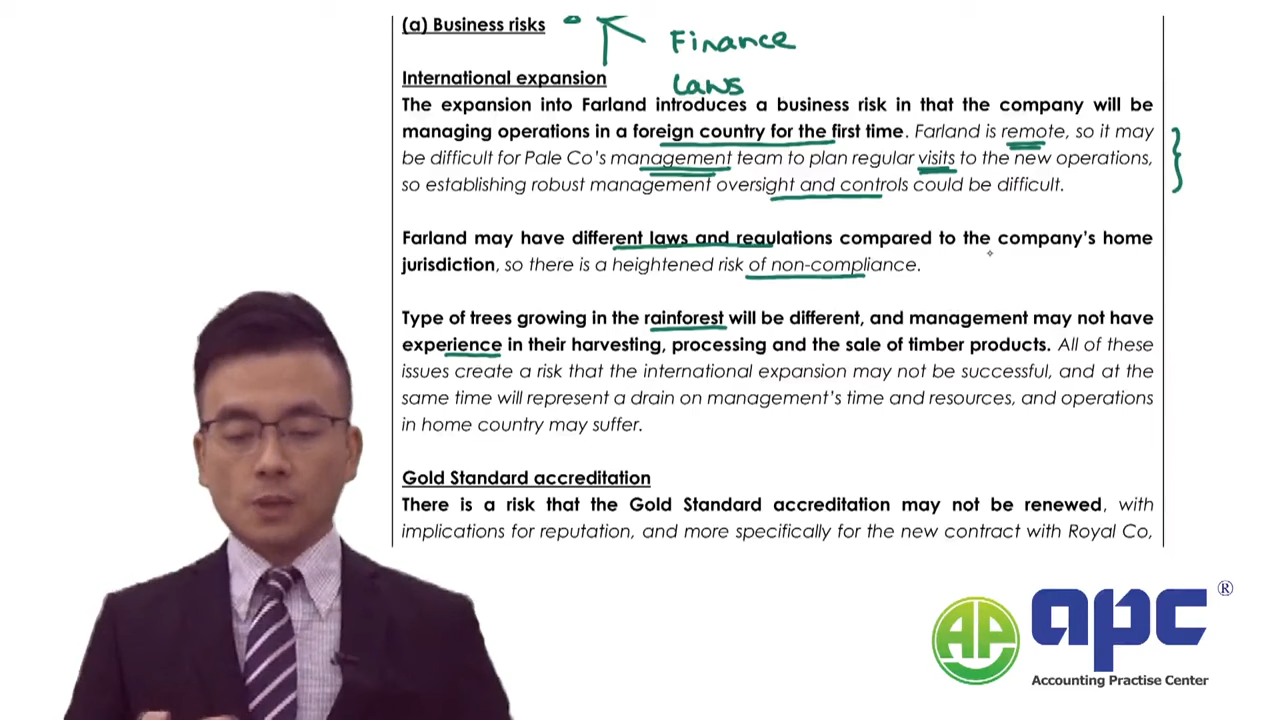 (a) Business risks
Finance
Laws
International expansion
The expansion into Farland introduces a business risk in that the company will be
managing operations in a foreign country for the first time. Farland is remote, so it may
be difficult for Pale Co's management team to plan regular visits to the new operations,
so establishing robust management oversight and controls could be difficult.
Farland may have different laws and regulations compared to the company's home
jurisdiction, so there is a heightened risk of non-compliance.
Type of trees growing in the rainforest will be different, and management may not have
experience in their harvesting, processing and the sale of timber products. All of these
issues create a risk that the international expansion may not be successful, and at the
same time will represent a drain on management's time and resources, and operations
in home country may suffer.
Gold Standard accreditation
There is a risk that the Gold Standard accreditation may not be renewed, with
implications for reputation, and more specifically for the new contract with Royal Co,
AP
apc®
Accounting Practise Center